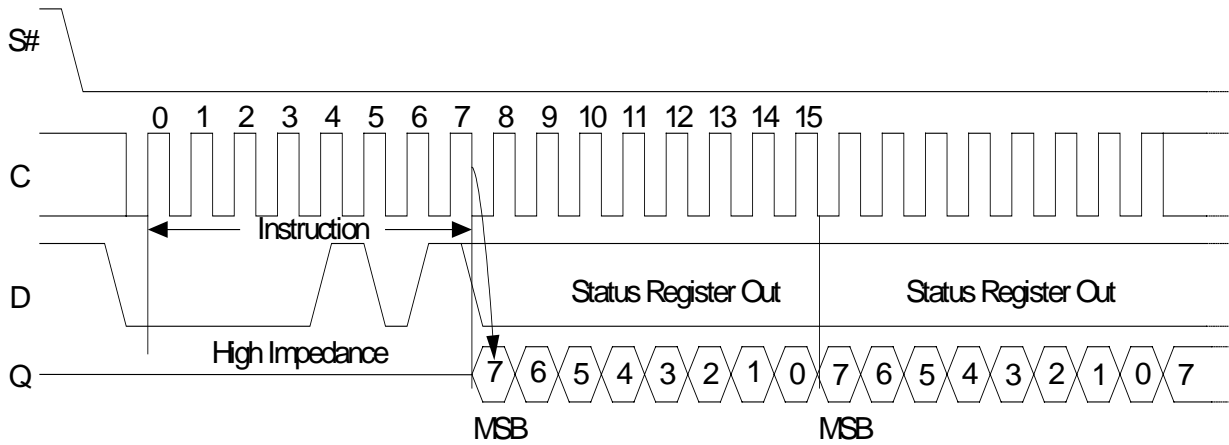 S#
0 1 2 3 4 5 6 7 8 9 10 11 12 13 14 15
C
Instruction
D
Status Register Out Status Register Out
High Impedance
Q
7 6 5 4 3 2 1 0 7 6 5 4 3 2 1 0 7
MSB MSB